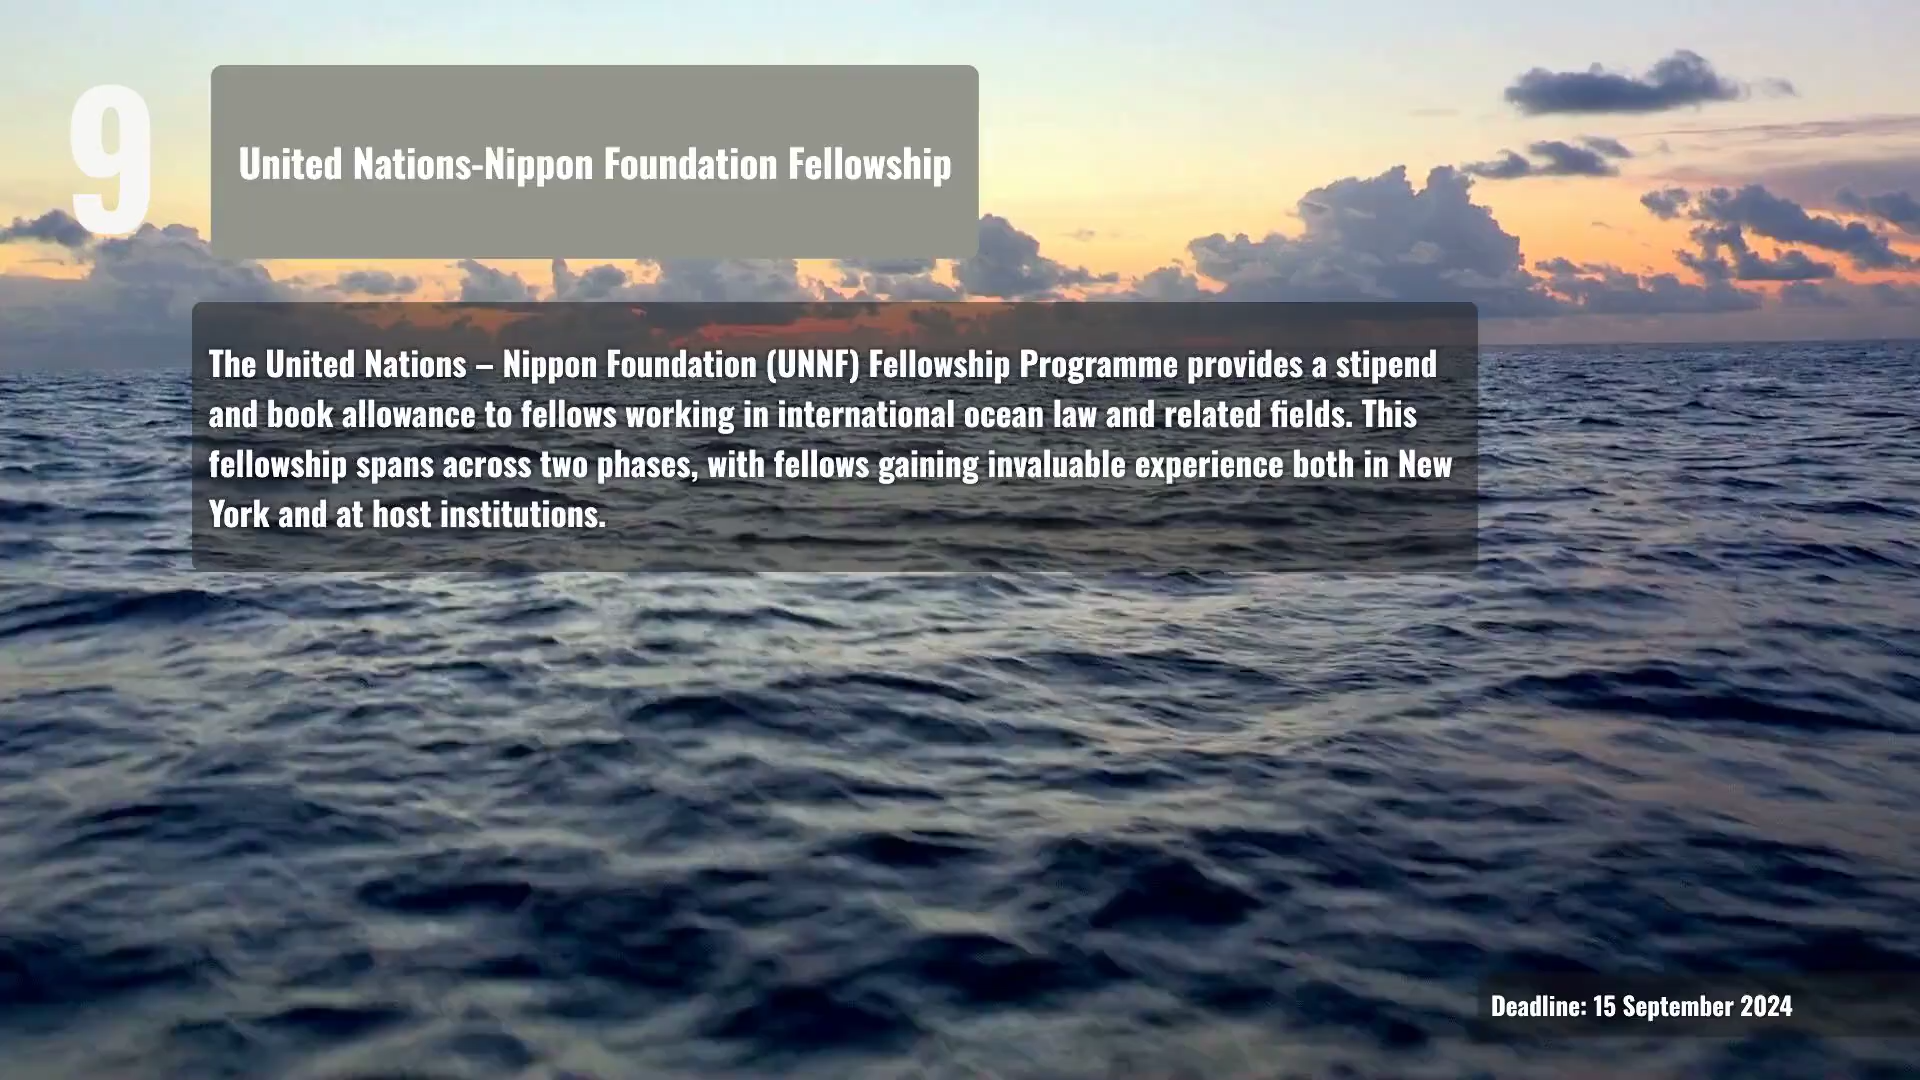 9
United Nations-Nippon Foundation Fellowship
The United Nations – Nippon Foundation (UNNF) Fellowship Programme provides a stipend
and book allowance to fellows working in international ocean law and related fields. This
fellowship spans across two phases, with fellows gaining invaluable experience both in New
York and at host institutions.
Deadline: 15 September 2024